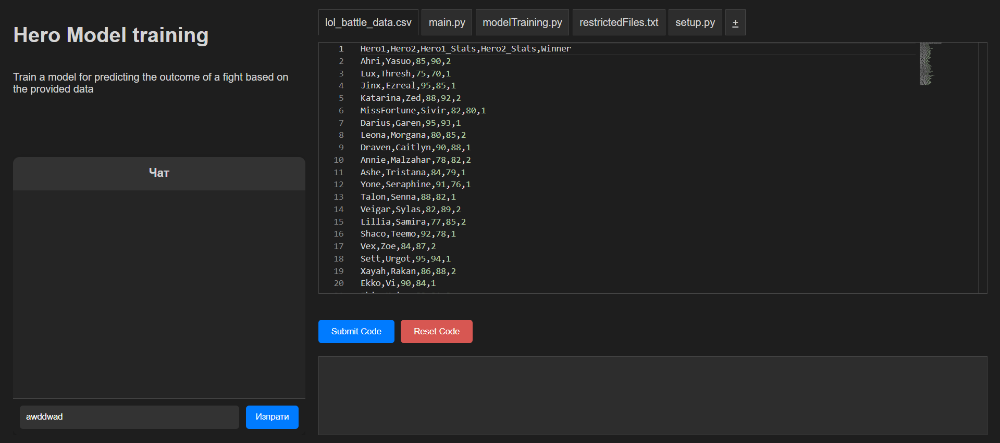 Hero Model training
Train a model for predicting the outcome of a fight based on
the provided data
Чат
awddwad
Изпрати
lol_battle_data.csv
main.py
modelTraining.py
restrictedFiles.txt
setup.py
+
1 Hero1,Hero2,Hero1_Stats,Hero2_Stats,Winner
2 Ahri,Yasuo,85,90,2
3 Lux,Thresh,75,70,1
4 Jinx,Ezreal,95,85,1
5 Katarina,Zed,88,92,2
6 MissFortune,Sivir,82,80,1
7 Darius,Garen,95,93,1
8 Leona,Morgana,80,85,2
9 Draven,Caitlyn,90,88,1
10 Annie,Malzahar,78,82,2
11 Ashe,Tristana,84,79,1
12 Yone,Seraphine,91,76,1
13 Talon,Senna,88,82,1
14 Veigar,Sylas,82,89,2
15 Lillia,Samira,77,85,2
16 Shaco,Teemo,92,78,1
17 Vex,Zoe,84,87,2
18 Sett,Urgot,95,94,1
19 Xayah,Rakan,86,88,2
20 Ekko,Vi,90,84,1
Submit Code
Reset Code